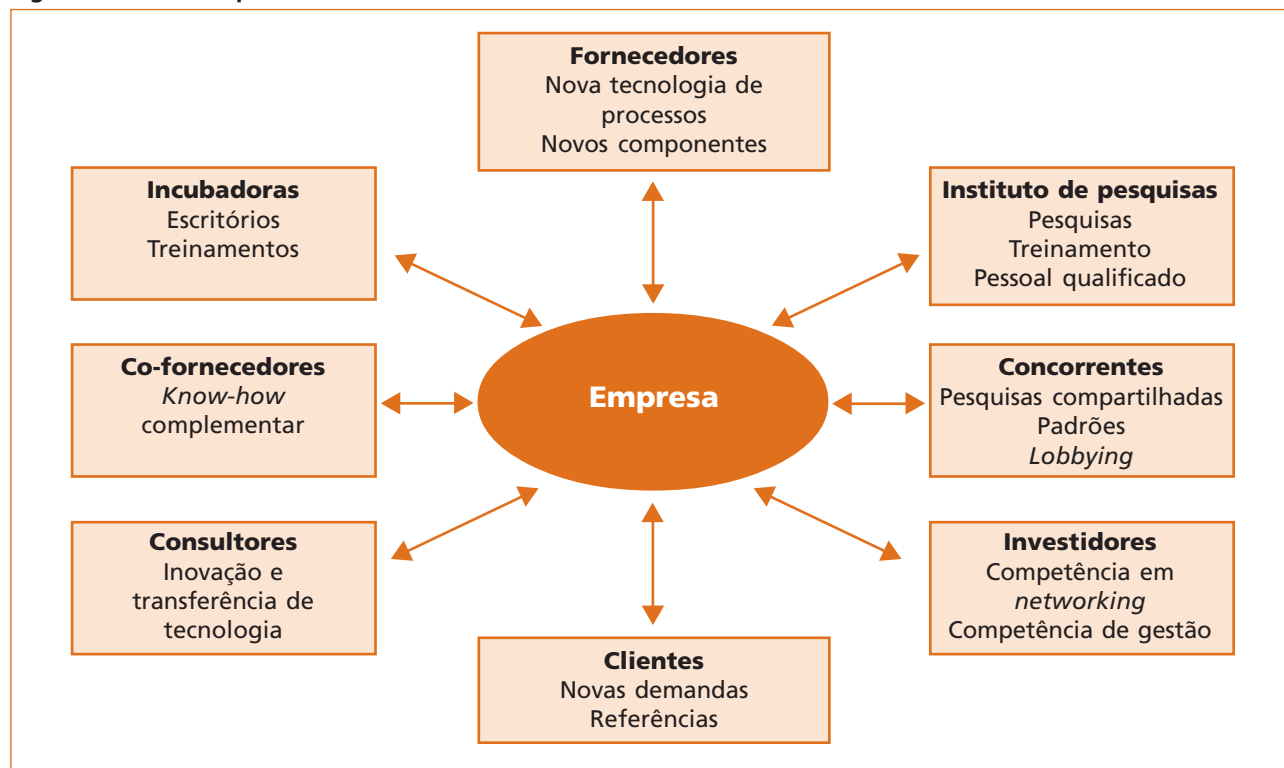 Fornecedores
Nova tecnologia de
processos
Novos componentes
Incubadoras
Escritórios
Treinamentos
Instituto de pesquisas
Pesquisas
Treinamento
Pessoal qualificado
Co-fornecedores
Know-how
complementar
Empresa
Concorrentes
Pesquisas compartilhadas
Padrões
Lobbying
Consultores
Inovação e
transferência de
tecnologia
Investidores
Competência em
networking
Competência de gestão
Clientes
Novas demandas
Referências